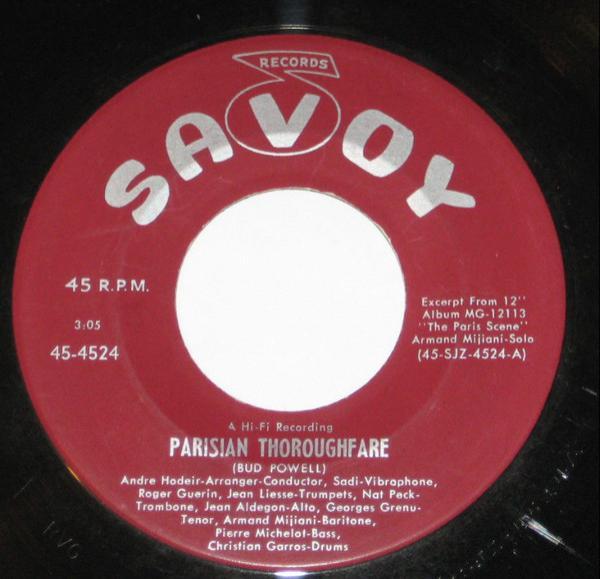 RECORDS
SAVOY
45 R.P.M.
3:05
45-4524
Excerpt From 12"
Album MG-12113
"The Paris Scene"
Armand Mijiani-Solo
(45-SJZ-4524-A)
A Hi-Fi Recording
PARISIAN THOROUGHFARE
(BUD POWELL)
Andre Hodeir-Arranger-Conductor, Sadi-Vibraphone,
Roger Guerin, Jean Liesse-Trumpets, Nat Peck-
Trombone, Jean Aldegon-Alto, Georges Grenu-
Tenor, Armand Mijiani-Baritone,
Pierre Michelot-Bass,
Christian Garros-Drums